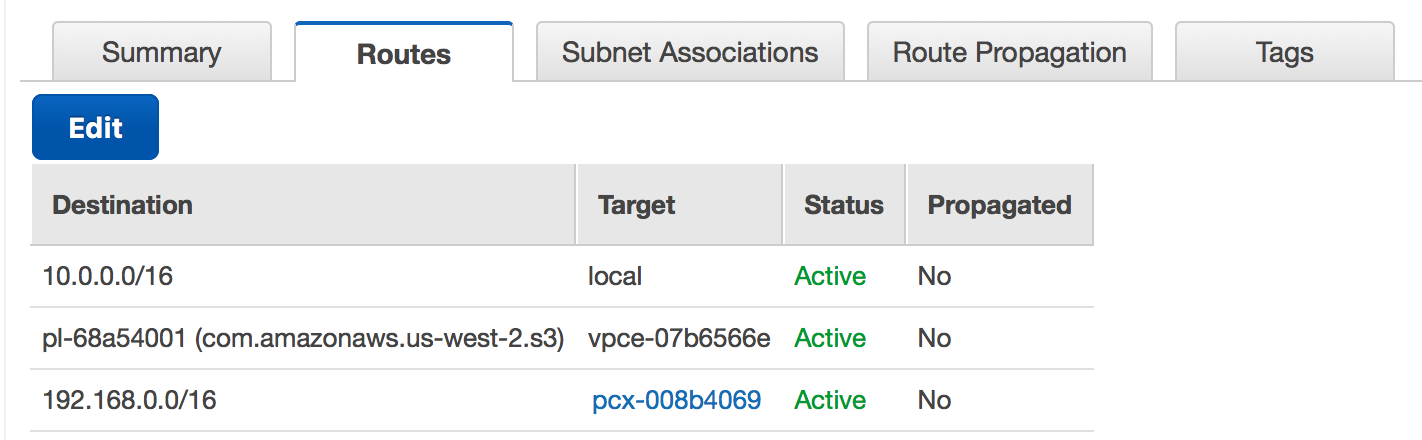 Summary Routes Subnet Associations Route Propagation Tags
Edit
Destination Target Status Propagated
10.0.0.0/16 local Active No
pl-68a54001 (com.amazonaws.us-west-2.s3) vpce-07b6566e Active No
192.168.0.0/16 pcx-008b4069 Active No